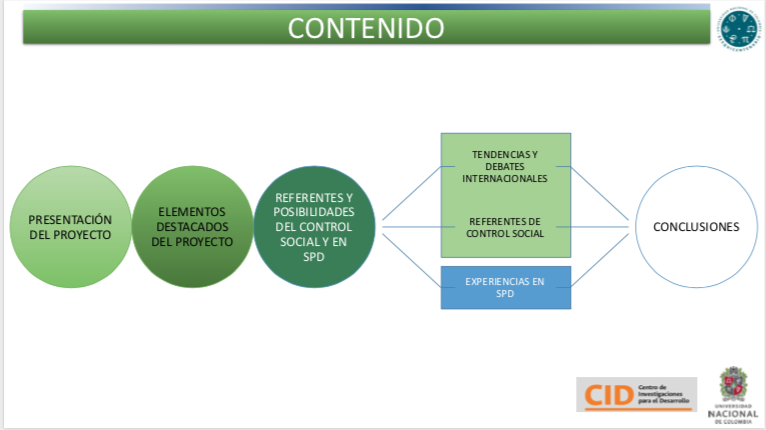 CONTENIDO
PRESENTACIÓN
DEL PROYECTO
ELEMENTOS
DESTACADOS
DEL PROYECTO
REFERENTES Y
POSIBILIDADES
DEL CONTROL
SOCIAL Y EN
SPD
TENDENCIAS Y
DEBATES
INTERNACIONALES
REFERENTES DE
CONTROL SOCIAL
EXPERIENCIAS EN
SPD
CONCLUSIONES
CID
Centro de
Investigaciones
para el Desarrollo
UNIVERSIDAD
NACIONAL
DE COLOMBIA